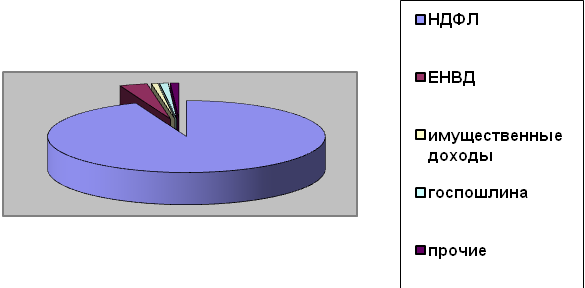 НДФЛ
ЕНВД
имущественные
доходы
госпошлина
прочие